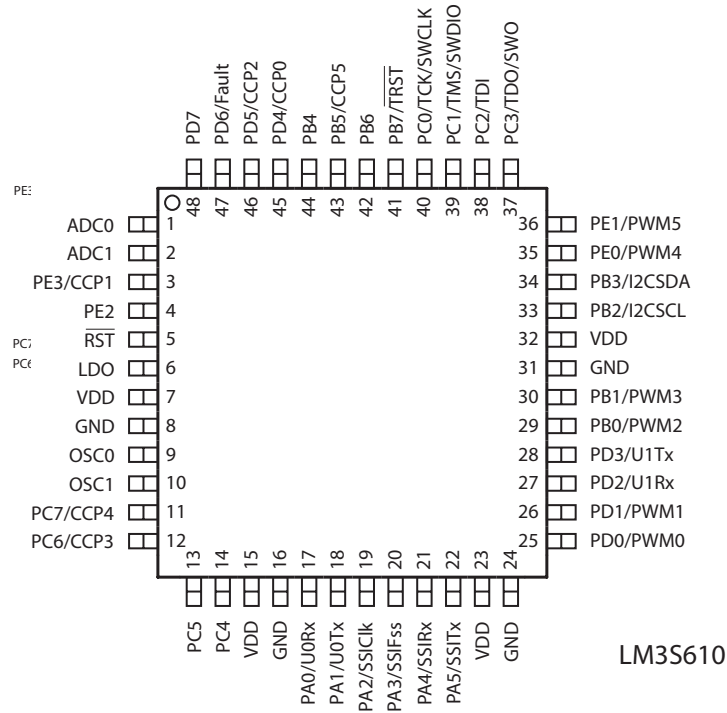 PD7
PD6/Fault
PD5/CCP2
PD4/CCP0
PB4
PB5/CCP5
PB6
PB7/TRST
PC0/TCK/SWCLK
PC1/TMS/SWDIO
PC2/TDI
PC3/TDO/SWO
48 47 46 45 44 43 42 41 40 39 38 37
ADC0 1
ADC1 2
PE3/CCP1 3
PE2 4
RST 5
LDO 6
VDD 7
GND 8
OSC0 9
OSC1 10
PC7/CCP4 11
PC6/CCP3 12
36 PE1/PWM5
35 PE0/PWM4
34 PB3/I2CSDA
33 PB2/I2CSCL
32 VDD
31 GND
30 PB1/PWM3
29 PB0/PWM2
28 PD3/U1Tx
27 PD2/U1Rx
26 PD1/PWM1
25 PD0/PWM0
13 14 15 16 17 18 19 20 21 22 23 24
PC5
PC4
VDD
GND
PA0/U0Rx
PA1/U0Tx
PA2/SSIClk
PA3/SSIFss
PA4/SSIRx
PA5/SSITx
VDD
GND
LM3S610